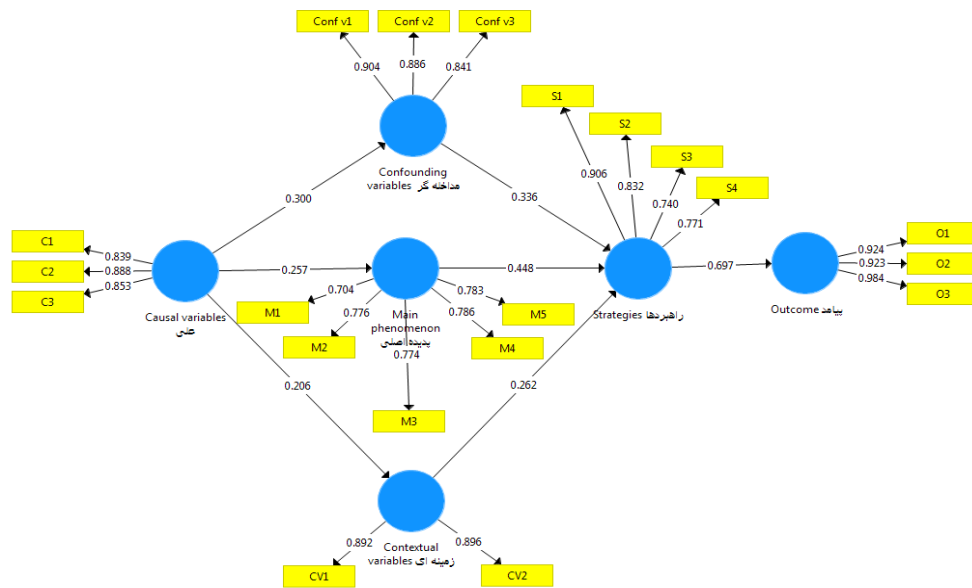 Conf v1
Conf v2
Conf v3
0.904
0.886
0.841
Confounding
variables مداخله گر
S1
S2
S3
S4
0.906
0.832
0.740
0.771
0.300
0.336
C1
C2
C3
0.839
0.888
0.853
Causal variables
علی
0.257
0.448
0.704
0.776
0.774
0.786
0.783
M1
M2
M3
M4
M5
Main
phenomenon
پدیده اصلی
Strategies راهبردها
0.697
O1
O2
O3
0.924
0.923
0.984
Outcome پیامد
0.206
0.262
Contextual
variables زمینه ای
0.892
0.896
CV1
CV2